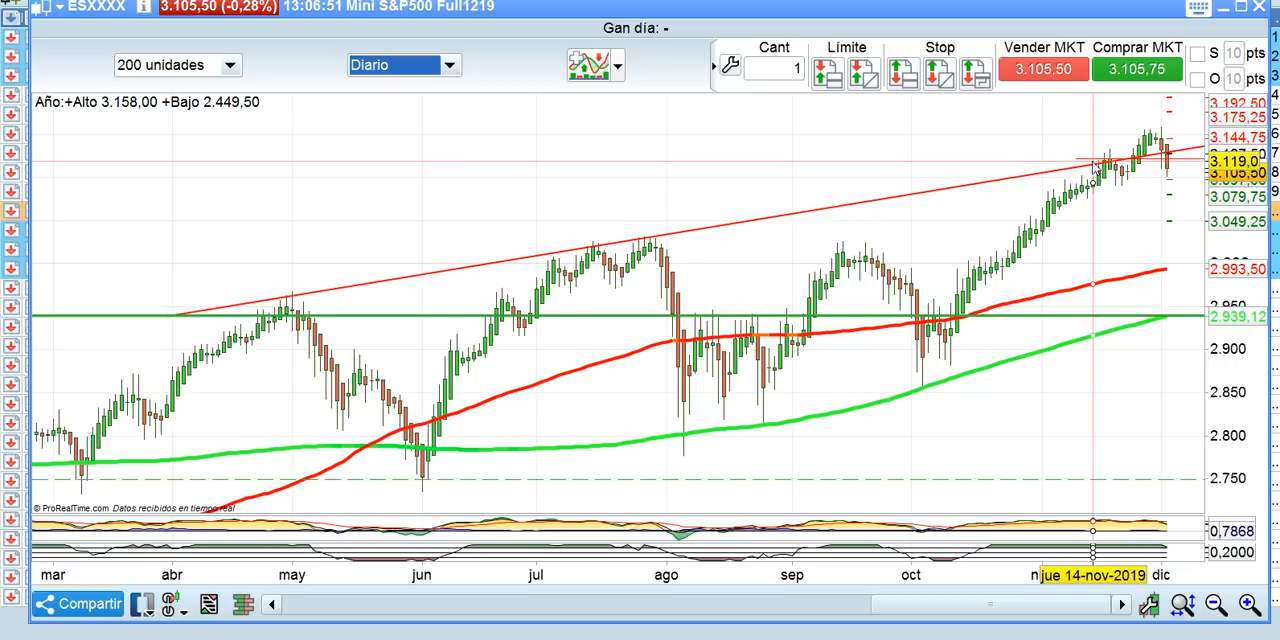 ESXXXX
3.105,50 (-0,28%)
13:06:51 Mini S&P500 Full1219
Gan día: -
200 unidades
Diario
Cant
1
Límite
Stop
Vender MKT
3.105,50
Comprar MKT
3.105,75
S 10 pts
O 10 pts
Año:+Alto 3.158,00 +Bajo 2.449,50
3.192,50
3.175,25
3.144,75
3.119,0
3.105,50
3.079,75
3.049,25
2.993,50
2.950
2.939,12
2.900
2.850
2.800
2.750
© ProRealTime.com Datos recibidos en tiempo real
0,7868
0,2000
mar abr may jun jul ago sep oct jue 14-nov-2019 dic
Compartir